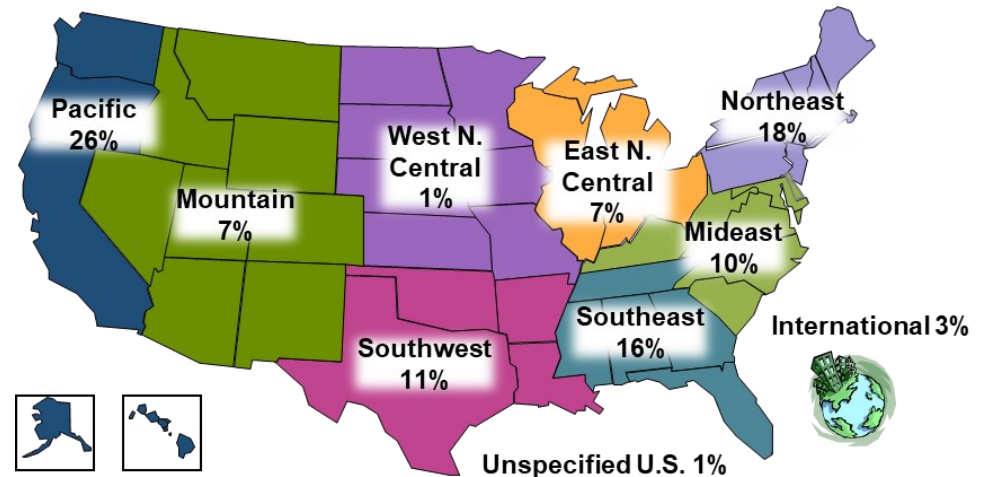 Pacific
26%
Mountain
7%
West N.
Central
1%
East N.
Central
7%
Northeast
18%
Mideast
10%
Southwest
11%
Southeast
16%
International 3%
Unspecified U.S. 1%